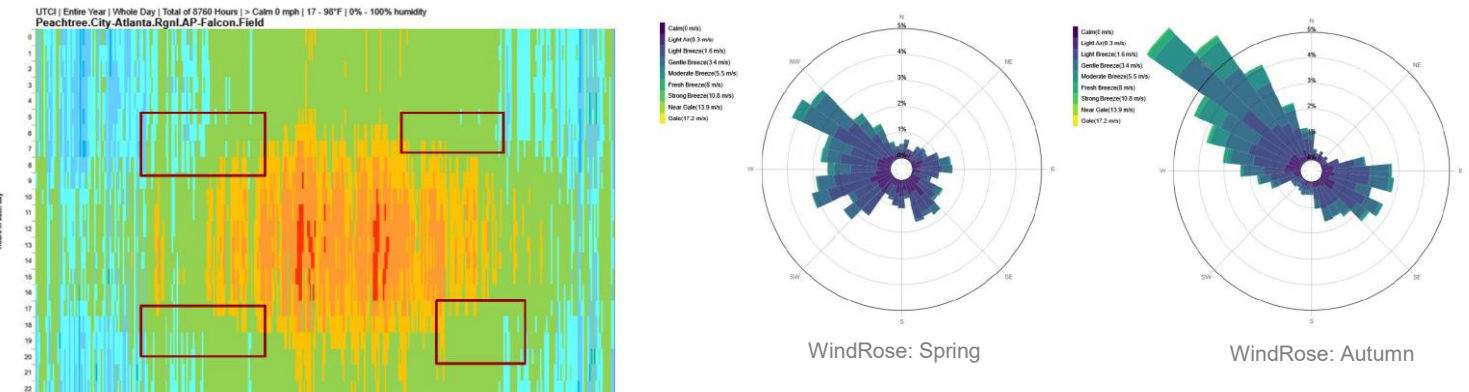 UTCI | Entire Year | Whole Day | Total of 8760 Hours | > Calm 0 mph | 17 - 98°F | 0% - 100% humidity
Peachtree.City-Atlanta.Rgnl.AP-Falcon.Field
0
1
2
3
4
5
6
7
8
9
10
11
12
13
14
15
16
17
18
19
20
21
22
Calm(0 m/s)
Light Air(0.3 m/s)
Light Breeze(1.6 m/s)
Gentle Breeze(3.4 m/s)
Moderate Breeze(5.5 m/s)
Fresh Breeze(8 m/s)
Strong Breeze(10.8 m/s)
Near Gale(13.9 m/s)
Gale(17.2 m/s)
N
5%
4%
3%
2%
1%
NW
NE
W
E
SW
SE
S
WindRose: Spring
Calm(0 m/s)
Light Air(0.3 m/s)
Light Breeze(1.6 m/s)
Gentle Breeze(3.4 m/s)
Moderate Breeze(5.5 m/s)
Fresh Breeze(8 m/s)
Strong Breeze(10.8 m/s)
Near Gale(13.9 m/s)
Gale(17.2 m/s)
N
5%
4%
3%
2%
1%
NE
W
E
SW
SE
S
WindRose: Autumn